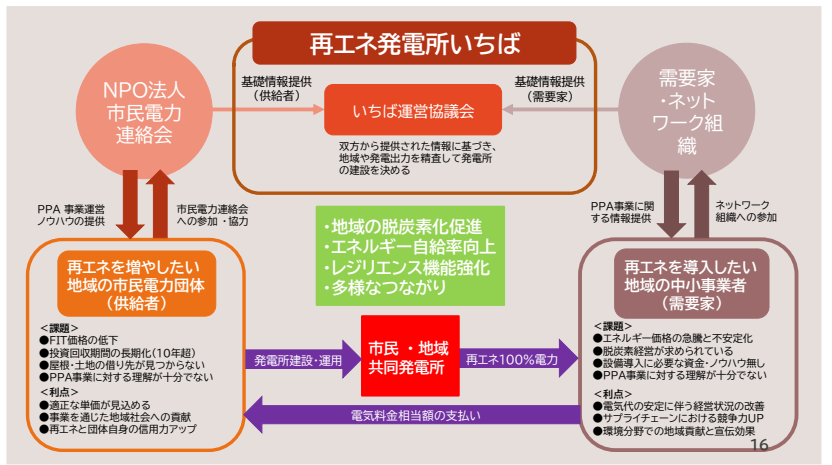 再エネ発電所いちば
NPO法人
市民電力
連絡会
基礎情報提供
(供給者)
いちば運営協議会
基礎情報提供
(需要家)
需要家
・ネット
ワーク組
織
双方から提供された情報に基づき、
地域や発電出力を精査して発電所
の建設を決める
PPA 事業運営
ノウハウの提供
市民電力連絡会
への参加・協力
PPA事業に関
する情報提供
ネットワーク
組織への参加
・地域の脱炭素化促進
・エネルギー自給率向上
・レジリエンス機能強化
・多様なつながり
再エネを増やしたい
地域の市民電力団体
(供給者)
<課題>
●FIT価格の低下
●投資回収期間の長期化(10年超)
●屋根・土地の借り先が見つからない
●PPA事業に対する理解が十分でない
<利点>
●適正な単価が見込める
●事業を通じた地域社会への貢献
●再エネと団体自身の信用力アップ
発電所建設・運用
市民 ・地域
共同発電所
再エネ100%電力
電気料金相当額の支払い
再エネを導入したい
地域の中小事業者
(需要家)
<課題>
●エネルギー価格の急騰と不安定化
●脱炭素経営が求められている
●設備導入に必要な資金・ノウハウ無し
●PPA事業に対する理解が十分でない
<利点>
●電気代の安定に伴う経営状況の改善
●サプライチェーンにおける競争力UP
●環境分野での地域貢献と宣伝効果
16